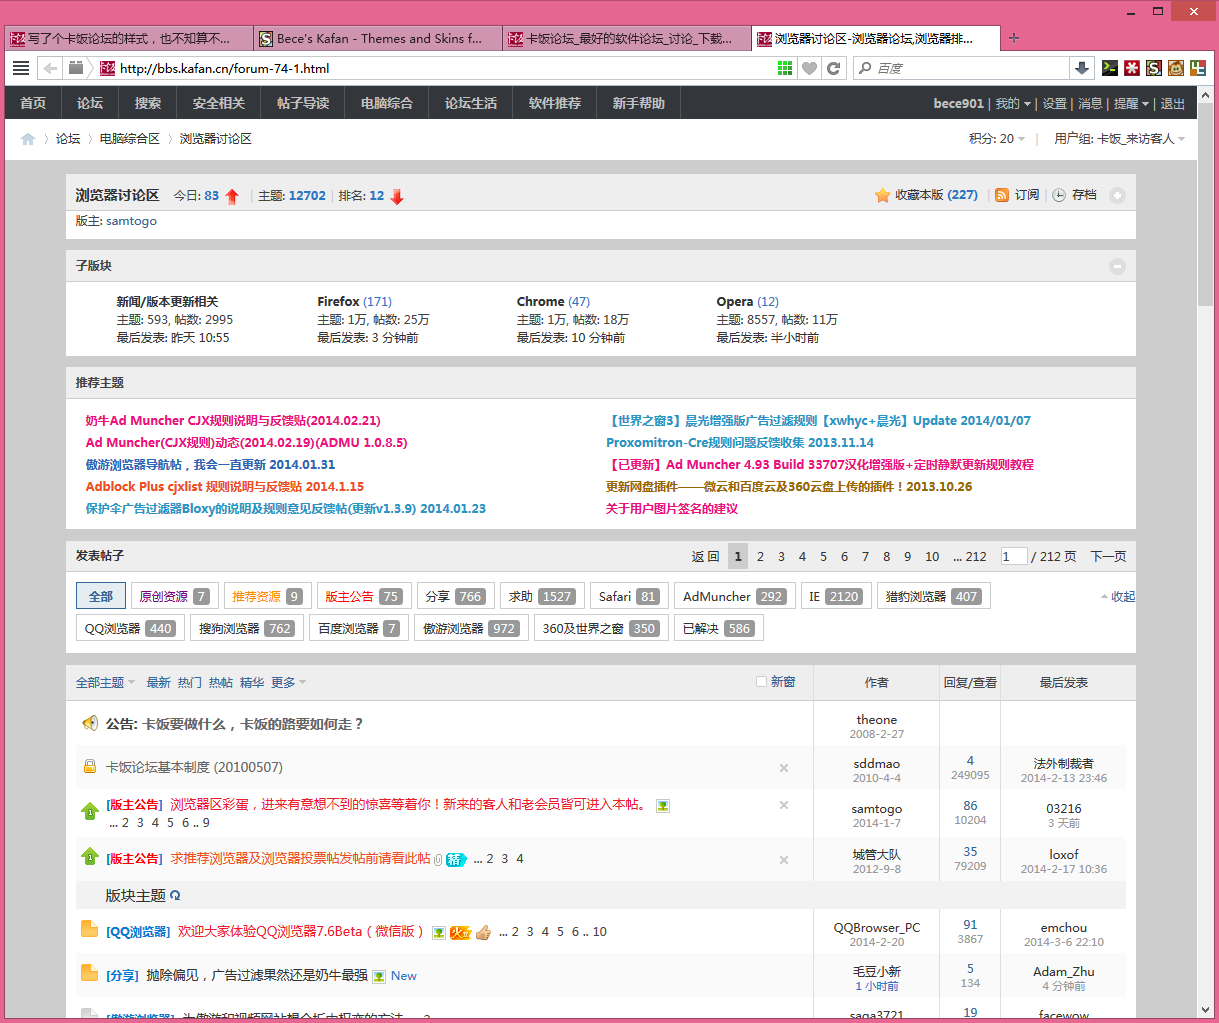 写了个卡饭论坛的样式，也不知算不...
Bece's Kafan - Themes and Skins f...
卡饭论坛_最好的软件论坛_讨论_下载...
浏览器讨论区-浏览器论坛,浏览器排...
http://bbs.kafan.cn/forum-74-1.html
百度
首页 论坛 搜索 安全相关 帖子导读 电脑综合 论坛生活 软件推荐 新手帮助
bece901 | 我的 | 设置 | 消息 | 提醒 | 退出
论坛 电脑综合区 浏览器讨论区
积分: 20 | 用户组: 卡饭_来访客人
浏览器讨论区 今日: 83 | 主题: 12702 | 排名: 12
收藏本版 (227) | 订阅 | 存档
版主: samtogo
子版块
新闻/版本更新相关 Firefox (171) Chrome (47) Opera (12)
主题: 593, 帖数: 2995 主题: 1万, 帖数: 25万 主题: 1万, 帖数: 18万 主题: 8557, 帖数: 11万
最后发表: 昨天 10:55 最后发表: 3 分钟前 最后发表: 10 分钟前 最后发表: 半小时前
推荐主题
奶牛Ad Muncher CJX规则说明与反馈贴(2014.02.21) 【世界之窗3】晨光增强版广告过滤规则【xwhyc+晨光】Update 2014/01/07
Ad Muncher(CJX规则)动态(2014.02.19)(ADMU 1.0.8.5) Proxomitron-Cre规则问题反馈收集 2013.11.14
傲游浏览器导航帖，我会一直更新 2014.01.31 【已更新】Ad Muncher 4.93 Build 33707汉化增强版+定时静默更新规则教程
Adblock Plus cjxlist 规则说明与反馈贴 2014.1.15 更新网盘插件——微云和百度云及360云盘上传的插件！2013.10.26
保护伞广告过滤器Bloxy的说明及规则意见反馈帖(更新v1.3.9) 2014.01.23 关于用户图片签名的建议
发表帖子 返 回 1 2 3 4 5 6 7 8 9 10 ... 212 1 / 212 页 下一页
全部 原创资源 7 推荐资源 9 版主公告 75 分享 766 求助 1527 Safari 81 AdMuncher 292 IE 2120 猎豹浏览器 407 收起
QQ浏览器 440 搜狗浏览器 762 百度浏览器 7 傲游浏览器 972 360及世界之窗 350 已解决 586
全部主题 最新 热门 热帖 精华 更多 新窗 作者 回复/查看 最后发表
公告: 卡饭要做什么，卡饭的路要如何走？ theone
2008-2-27
卡饭论坛基本制度 (20100507) sddmao 4 法外制裁者
2010-4-4 249095 2014-2-13 23:46
[版主公告] 浏览器区彩蛋，进来有意想不到的惊喜等着你！新来的客人和老会员皆可进入本帖。 samtogo 86 03216
... 2 3 4 5 6 .. 9 2014-1-7 10204 3 天前
[版主公告] 求推荐浏览器及浏览器投票帖发帖前请看此帖 精 ... 2 3 4 城管大队 35 loxof
2012-9-8 79209 2014-2-17 10:36
版块主题
[QQ浏览器] 欢迎大家体验QQ浏览器7.6Beta（微信版） 火 ... 2 3 4 5 6 .. 10 QQBrowser_PC 91 emchou
2014-2-20 3867 2014-3-6 22:10
[分享] 抛除偏见，广告过滤果然还是奶牛最强 New 毛豆小新 5 Adam_Zhu
1 小时前 134 4 分钟前
[傲游浏览器] 为傲游和视频网站想个折中权变的方法 ... 2 saga3721 19 facewow